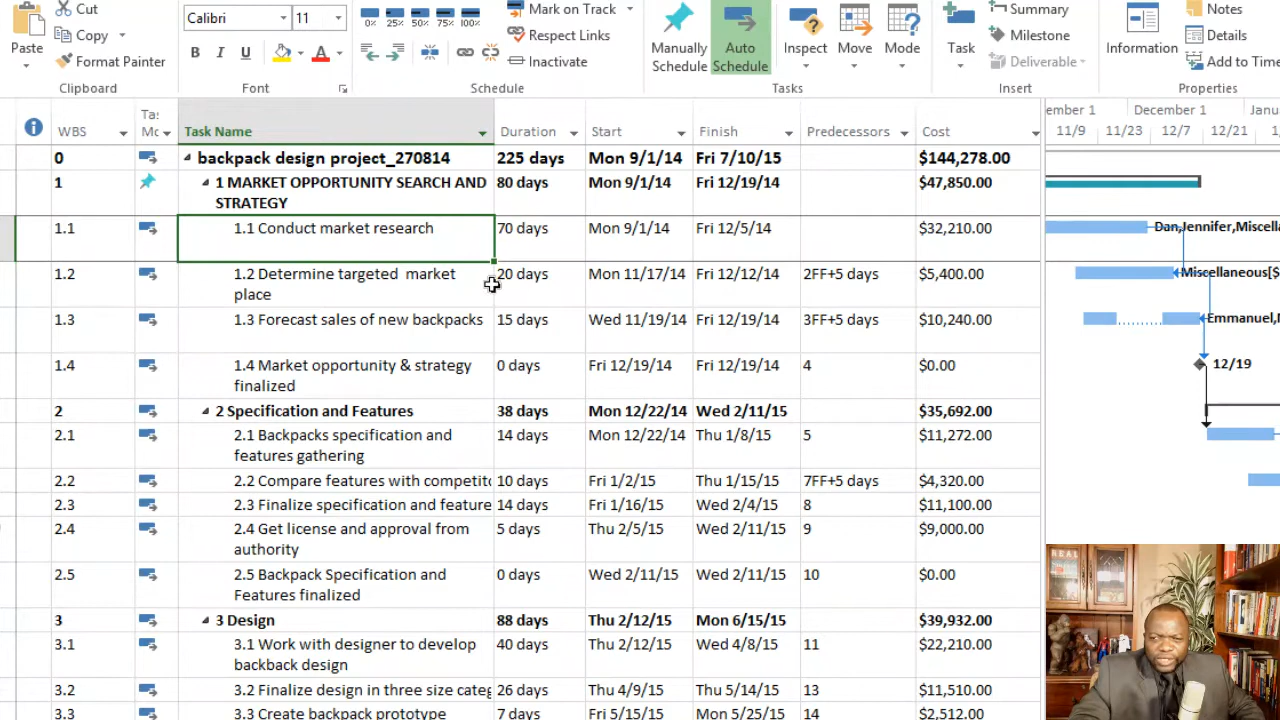 Cut
Calibri 11
0% 25% 50% 75% 100%
Mark on Track
Summary
Notes
Paste
Copy
Respect Links
Milestone
Details
Format Painter
B I U
Inactivate
Manually Schedule
Auto Schedule
Inspect
Move
Mode
Task
Deliverable
Information
Add to Time
Clipboard
Font
Schedule
Tasks
Insert
Properties
WBS Ta: Mc Task Name Duration Start Finish Predecessors Cost
ember 1 December 1 Janu
11/9 11/23 12/7 12/21
0 backpack design project_270814 225 days Mon 9/1/14 Fri 7/10/15 $144,278.00
1 1 MARKET OPPORTUNITY SEARCH AND 80 days Mon 9/1/14 Fri 12/19/14 $47,850.00
STRATEGY
1.1 1.1 Conduct market research 70 days Mon 9/1/14 Fri 12/5/14 $32,210.00 Dan,Jennifer,Miscella
1.2 1.2 Determine targeted market 20 days Mon 11/17/14 Fri 12/12/14 2FF+5 days $5,400.00 Miscellaneous[$
place
1.3 1.3 Forecast sales of new backpacks 15 days Wed 11/19/14 Fri 12/19/14 3FF+5 days $10,240.00 Emmanuel,
1.4 1.4 Market opportunity & strategy 0 days Fri 12/19/14 Fri 12/19/14 4 $0.00 12/19
finalized
2 2 Specification and Features 38 days Mon 12/22/14 Wed 2/11/15 $35,692.00
2.1 2.1 Backpacks specification and 14 days Mon 12/22/14 Thu 1/8/15 5 $11,272.00
features gathering
2.2 2.2 Compare features with competito 10 days Fri 1/2/15 Thu 1/15/15 7FF+5 days $4,320.00
2.3 2.3 Finalize specification and feature 14 days Fri 1/16/15 Wed 2/4/15 8 $11,100.00
2.4 2.4 Get license and approval from 5 days Thu 2/5/15 Wed 2/11/15 9 $9,000.00
authority
2.5 2.5 Backpack Specification and 0 days Wed 2/11/15 Wed 2/11/15 10 $0.00
Features finalized
3 3 Design 88 days Thu 2/12/15 Mon 6/15/15 $39,932.00
3.1 3.1 Work with designer to develop 40 days Thu 2/12/15 Wed 4/8/15 11 $22,210.00
backback design
3.2 3.2 Finalize design in three size categ 26 days Thu 4/9/15 Thu 5/14/15 13 $11,510.00
3.3 3.3 Create backpack prototype 7 days Fri 5/15/15 Mon 5/25/15 14 $2,512.00